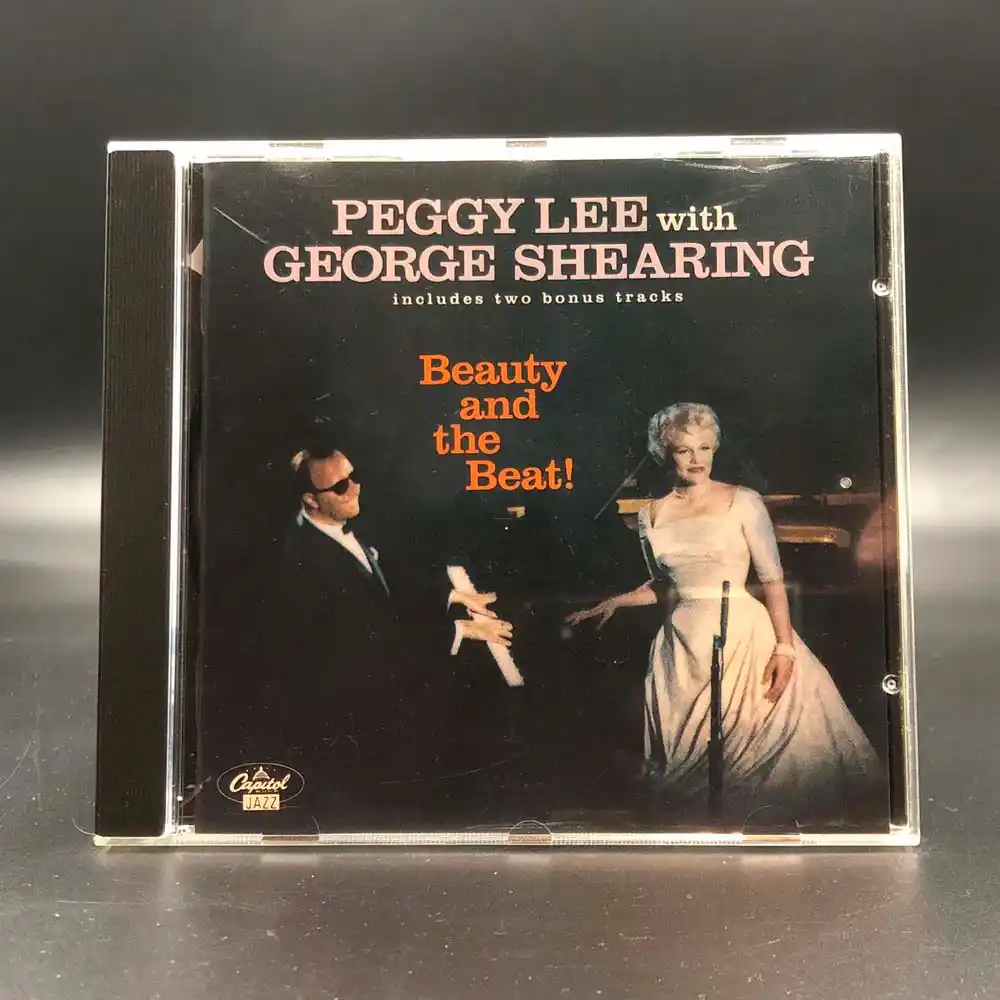 PEGGY LEE with
GEORGE SHEARING
includes two bonus tracks
Beauty
and
the
Beat!
Capitol
JAZZ